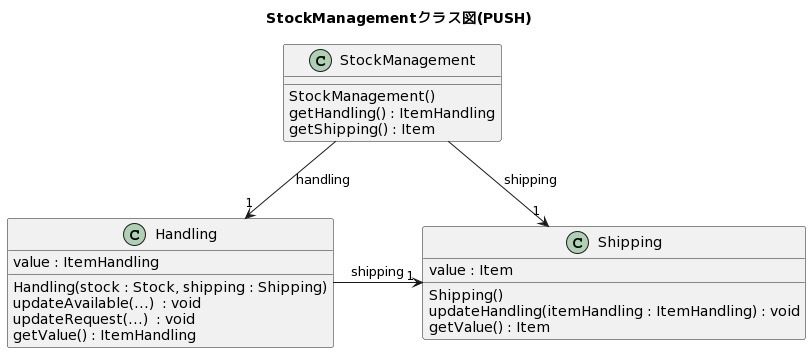 StockManagementクラス図(PUSH)
C StockManagement
StockManagement()
getHandling() : ItemHandling
getShipping() : Item
handling
shipping
1
1
C Handling
value : ItemHandling
Handling(stock : Stock, shipping : Shipping)
updateAvailable(...)  : void
updateRequest(...)  : void
getValue() : ItemHandling
shipping
1
C Shipping
value : Item
Shipping()
updateHandling(itemHandling : ItemHandling) : void
getValue() : Item